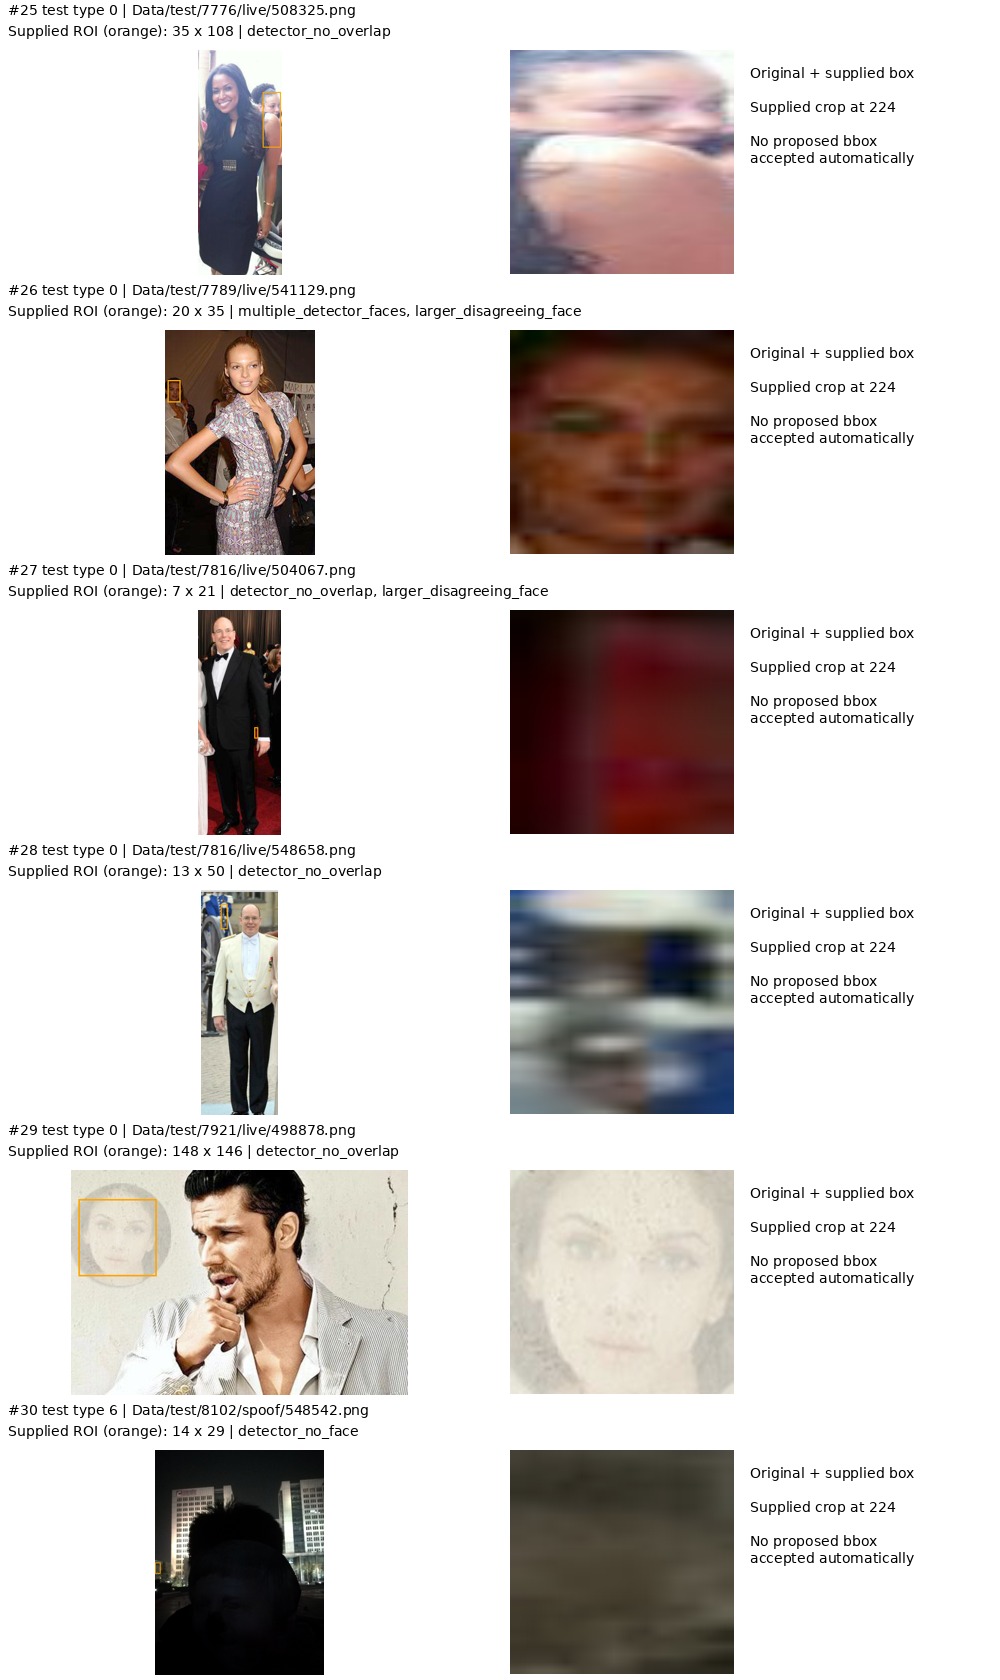 #25 test type 0 | Data/test/7776/live/508325.png
Supplied ROI (orange): 35 x 108 | detector_no_overlap
Original + supplied box
Supplied crop at 224
No proposed bbox
accepted automatically
#26 test type 0 | Data/test/7789/live/541129.png
Supplied ROI (orange): 20 x 35 | multiple_detector_faces, larger_disagreeing_face
Original + supplied box
Supplied crop at 224
No proposed bbox
accepted automatically
#27 test type 0 | Data/test/7816/live/504067.png
Supplied ROI (orange): 7 x 21 | detector_no_overlap, larger_disagreeing_face
Original + supplied box
Supplied crop at 224
No proposed bbox
accepted automatically
#28 test type 0 | Data/test/7816/live/548658.png
Supplied ROI (orange): 13 x 50 | detector_no_overlap
Original + supplied box
Supplied crop at 224
No proposed bbox
accepted automatically
#29 test type 0 | Data/test/7921/live/498878.png
Supplied ROI (orange): 148 x 146 | detector_no_overlap
Original + supplied box
Supplied crop at 224
No proposed bbox
accepted automatically
#30 test type 6 | Data/test/8102/spoof/548542.png
Supplied ROI (orange): 14 x 29 | detector_no_face
Original + supplied box
Supplied crop at 224
No proposed bbox
accepted automatically